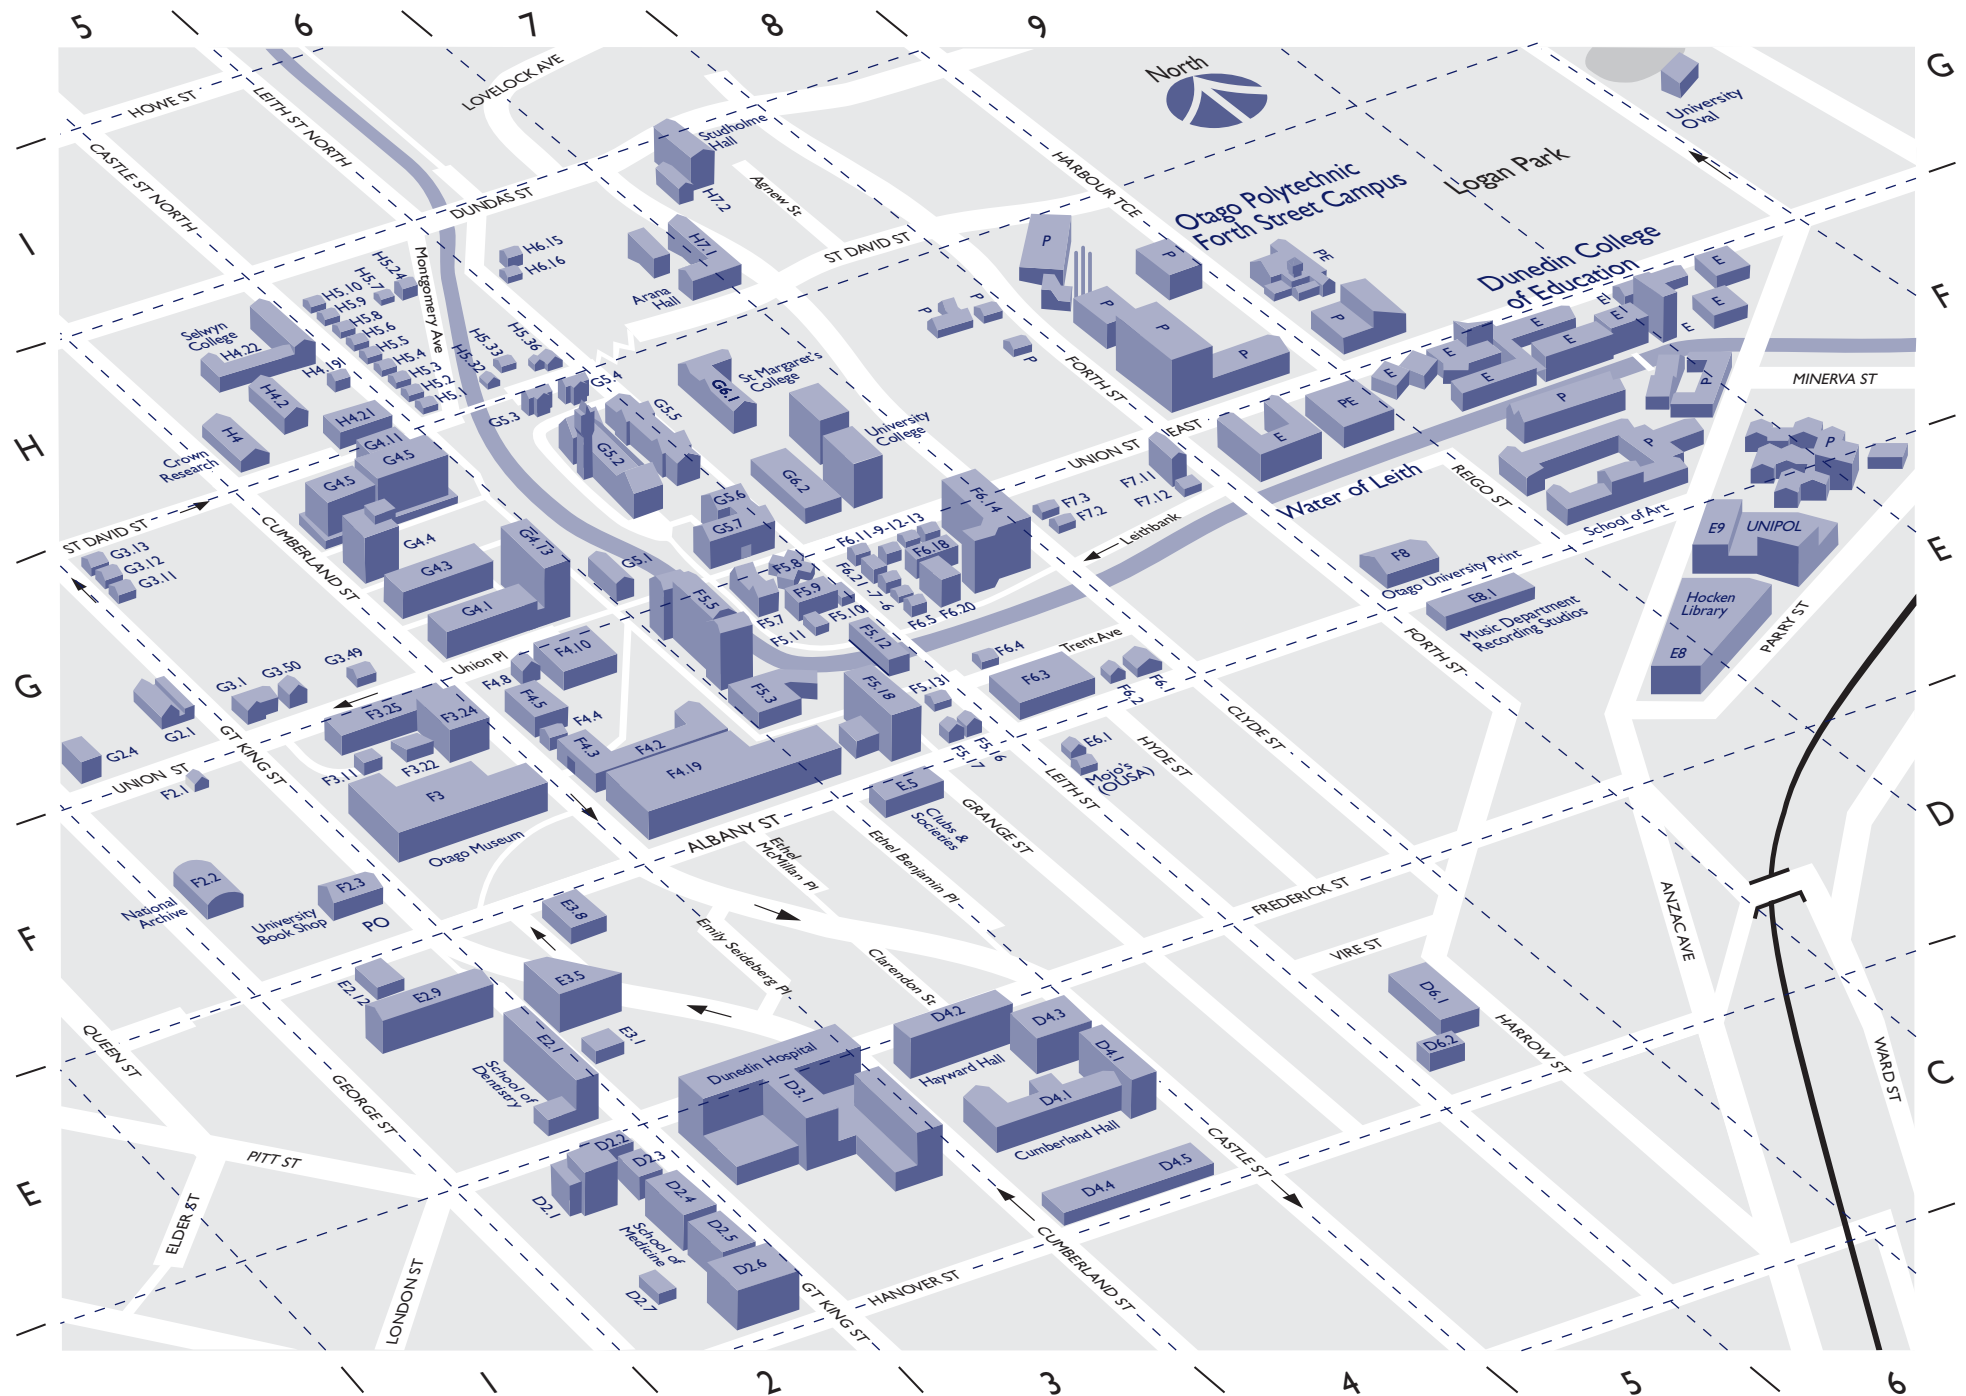 5
6
7
8
9
G
I
H
G
F
E
F
E
D
C
1
2
3
4
5
6
North
HOWE ST
LEITH ST NORTH
CASTLE ST NORTH
LOVELOCK AVE
DUNDAS ST
Studholme
Hall
H7.2
Agnew St
HARBOUR TCE
Otago Polytechnic
Forth Street Campus
Logan Park
University
Oval
Dunedin College
of Education
ST DAVID ST
H7.1
Arana
Hall
H6.15
H6.16
Montgomery Ave
H5.24
H5.7
H5.10
H5.9
H5.8
H5.6
H5.5
H5.4
H5.3
H5.2
H5.1
H5.33
H5.32
H5.36
Selwyn
College
H4.22
H4.19
H4.2
H4.21
H4
Crown
Research
G4.11
G4.5
G4.5
G5.3
G5.4
G5.5
G5.2
G6.1
St Margaret's
College
University
College
G6.2
G5.6
G5.7
P
P
P
P
P
P
P
P
P
PE
P
PE
E
E
E
E
E
E
E
E
E
E
P
P
P
P
MINERVA ST
FORTH ST
UNION ST
EAST
F7.11
F7.12
F7.3
F7.2
F6.14
Leithbank
Water of Leith
REIGO ST
School of Art
E9
UNIPOL
Hocken
Library
E8
PARRY ST
F8
Otago University Print
E8.1
Music Department
Recording Studios
FORTH ST
ST DAVID ST
G3.13
G3.12
G3.11
CUMBERLAND ST
G4.4
G4.3
G4.13
G4.1
G5.1
F6.11-9-12-13
F6.18
F6.21-7-6
F6.5
F6.20
F5.8
F5.9
F5.7
F5.10
F5.11
F5.5
F5.12
F5.3
F5.18
F5.13
F5.16
F5.17
F6.4
Trent Ave
F6.3
F6.2
F6.1
Union Pl
F4.10
F4.8
F4.5
F4.4
F4.3
F4.2
F4.19
G3.49
G3.50
G3.1
G2.1
G2.4
UNION ST
F2.1
GT KING ST
F3.25
F3.24
F3.11
F3.22
F3
Otago Museum
ALBANY ST
E5
Clubs &
Societies
GRANGE ST
LEITH ST
E6.1
Mojo's
(OUSA)
HYDE ST
CLYDE ST
Ethel
McMillan Pl
Ethel Benjamin Pl
FREDERICK ST
VIRE ST
ANZAC AVE
F2.2
National
Archive
F2.3
University
Book Shop
PO
E3.8
E3.5
E3.1
E2.12
E2.9
E2.1
School of
Dentistry
Emily Seideberg Pl
Clarendon St
D4.2
D4.3
D4.1
Hayward Hall
D4.1
Cumberland Hall
D4.4
D4.5
Dunedin Hospital
D3.1
D6.1
D6.2
HARROW ST
WARD ST
QUEEN ST
GEORGE ST
PITT ST
ELDER ST
LONDON ST
D2.1
D2.2
D2.3
D2.4
D2.5
D2.6
D2.7
School of
Medicine
GT KING ST
HANOVER ST
CUMBERLAND ST
CASTLE ST